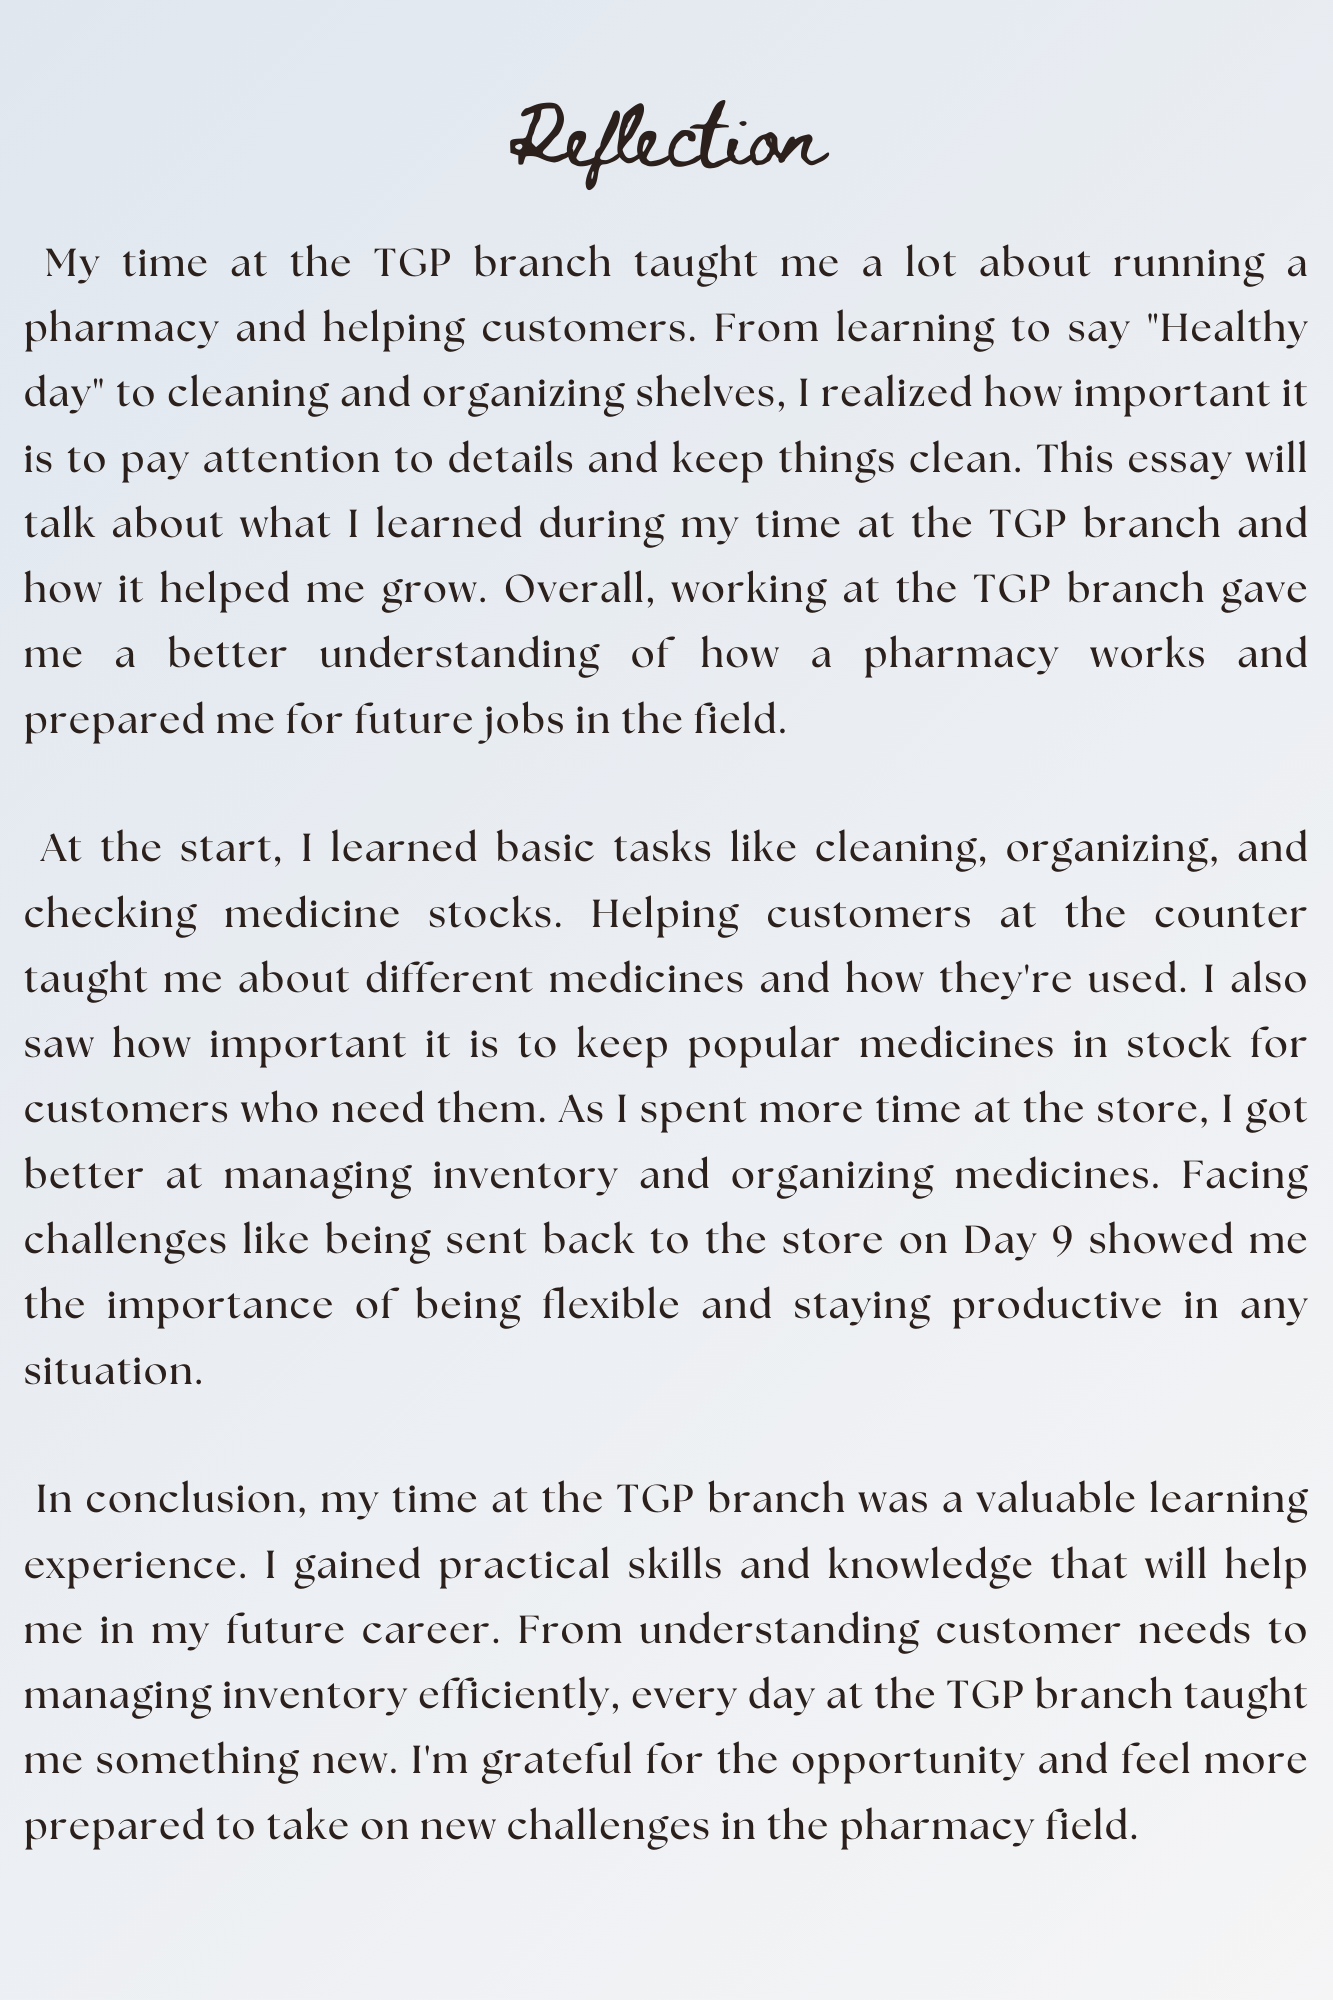 Reflection
My time at the TGP branch taught me a lot about running a
pharmacy and helping customers. From learning to say "Healthy
day" to cleaning and organizing shelves, I realized how important it
is to pay attention to details and keep things clean. This essay will
talk about what I learned during my time at the TGP branch and
how it helped me grow. Overall, working at the TGP branch gave
me a better understanding of how a pharmacy works and
prepared me for future jobs in the field.
At the start, I learned basic tasks like cleaning, organizing, and
checking medicine stocks. Helping customers at the counter
taught me about different medicines and how they're used. I also
saw how important it is to keep popular medicines in stock for
customers who need them. As I spent more time at the store, I got
better at managing inventory and organizing medicines. Facing
challenges like being sent back to the store on Day 9 showed me
the importance of being flexible and staying productive in any
situation.
In conclusion, my time at the TGP branch was a valuable learning
experience. I gained practical skills and knowledge that will help
me in my future career. From understanding customer needs to
managing inventory efficiently, every day at the TGP branch taught
me something new. I'm grateful for the opportunity and feel more
prepared to take on new challenges in the pharmacy field.